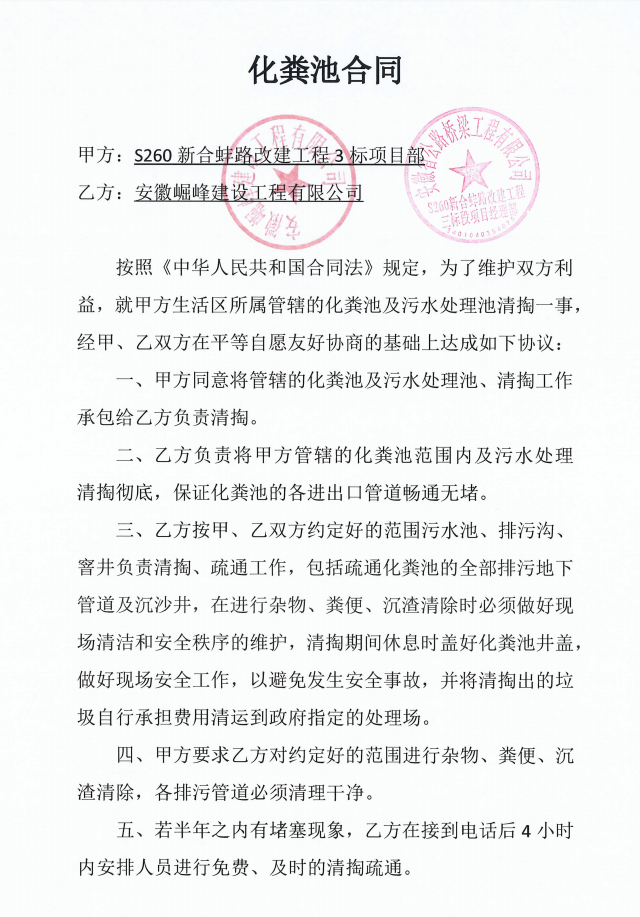 化粪池合同
甲方：S260 新合蚌路改建工程 3 标项目部
乙方：安徽崛峰建设工程有限公司
按照《中华人民共和国合同法》规定，为了维护双方利
益，就甲方生活区所属管辖的化粪池及污水处理池清掏一事，
经甲、乙双方在平等自愿友好协商的基础上达成如下协议：
一、甲方同意将管辖的化粪池及污水处理池、清掏工作
承包给乙方负责清掏。
二、乙方负责将甲方管辖的化粪池范围内及污水处理
清掏彻底，保证化粪池的各进出口管道畅通无堵。
三、乙方按甲、乙双方约定好的范围污水池、排污沟、
窨井负责清掏、疏通工作，包括疏通化粪池的全部排污地下
管道及沉沙井，在进行杂物、粪便、沉渣清除时必须做好现
场清洁和安全秩序的维护，清掏期间休息时盖好化粪池井盖，
做好现场安全工作，以避免发生安全事故，并将清掏出的垃
圾自行承担费用清运到政府指定的处理场。
四、甲方要求乙方对约定好的范围进行杂物、粪便、沉
渣清除，各排污管道必须清理干净。
五、若半年之内有堵塞现象，乙方在接到电话后 4 小时
内安排人员进行免费、及时的清掏疏通。
安徽崛峰建设工程有限公司
公路桥梁工程有限公司
S260新合蚌路改建工程
三标段项目经理部